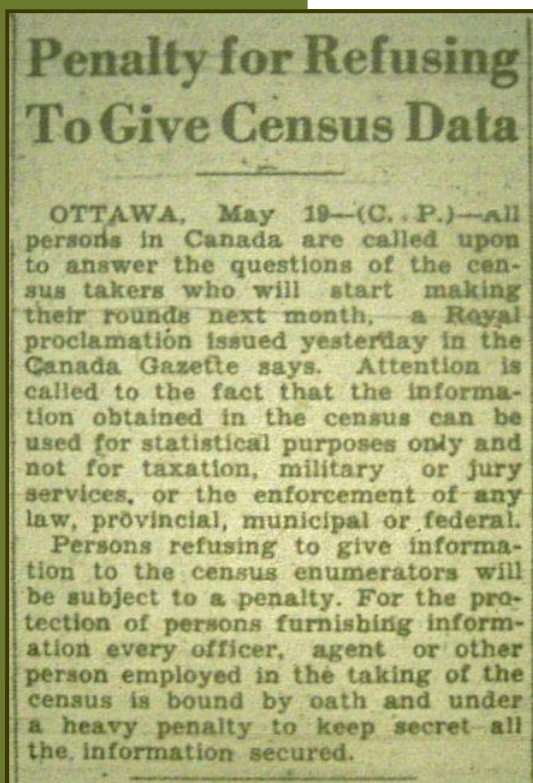 Penalty for Refusing
To Give Census Data
OTTAWA, May 19—(C. P.)—All
persons in Canada are called upon
to answer the questions of the cen-
sus takers who will start making
their rounds next month, a Royal
proclamation issued yesterday in the
Canada Gazette says. Attention is
called to the fact that the informa-
tion obtained in the census can be
used for statistical purposes only and
not for taxation, military or jury
services, or the enforcement of any
law, provincial, municipal or federal.
Persons refusing to give informa-
tion to the census enumerators will
be subject to a penalty. For the pro-
tection of persons furnishing inform-
ation every officer, agent or other
person employed in the taking of the
census is bound by oath and under
a heavy penalty to keep secret all
the information secured.